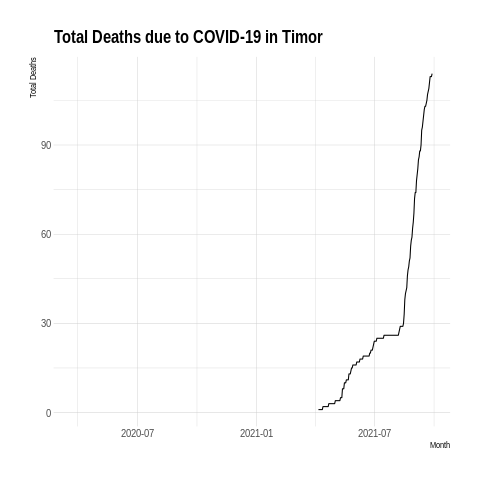 Total Deaths due to COVID-19 in Timor
Total Deaths
90
60
30
0
2020-07
2021-01
2021-07
Month